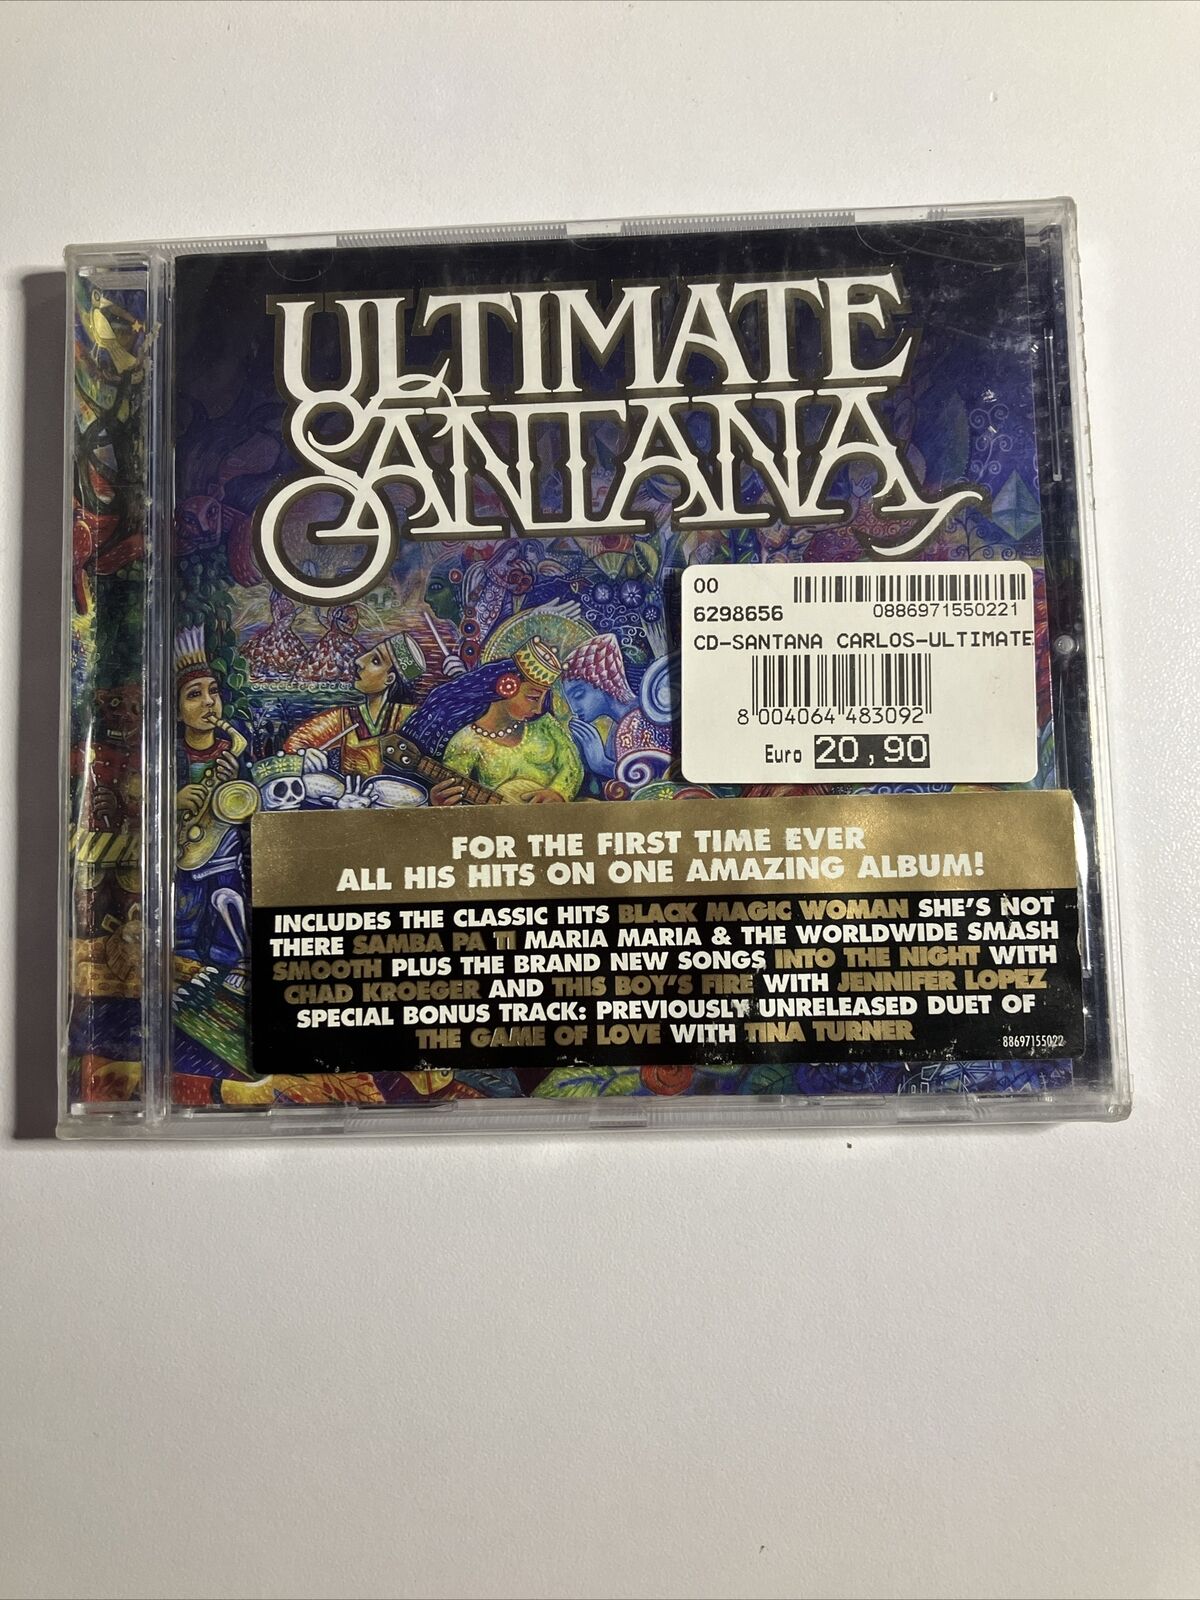 ULTIMATE
SANTANA
00
6298656
0886971550221
CD-SANTANA CARLOS-ULTIMATE
8 004064 483092
Euro 20,90
FOR THE FIRST TIME EVER
ALL HIS HITS ON ONE AMAZING ALBUM!
INCLUDES THE CLASSIC HITS BLACK MAGIC WOMAN SHE'S NOT
THERE SAMBA PA TI MARIA MARIA & THE WORLDWIDE SMASH
SMOOTH PLUS THE BRAND NEW SONGS INTO THE NIGHT WITH
CHAD KROEGER AND THIS BOY'S FIRE WITH JENNIFER LOPEZ
SPECIAL BONUS TRACK: PREVIOUSLY UNRELEASED DUET OF
THE GAME OF LOVE WITH TINA TURNER
88697155022